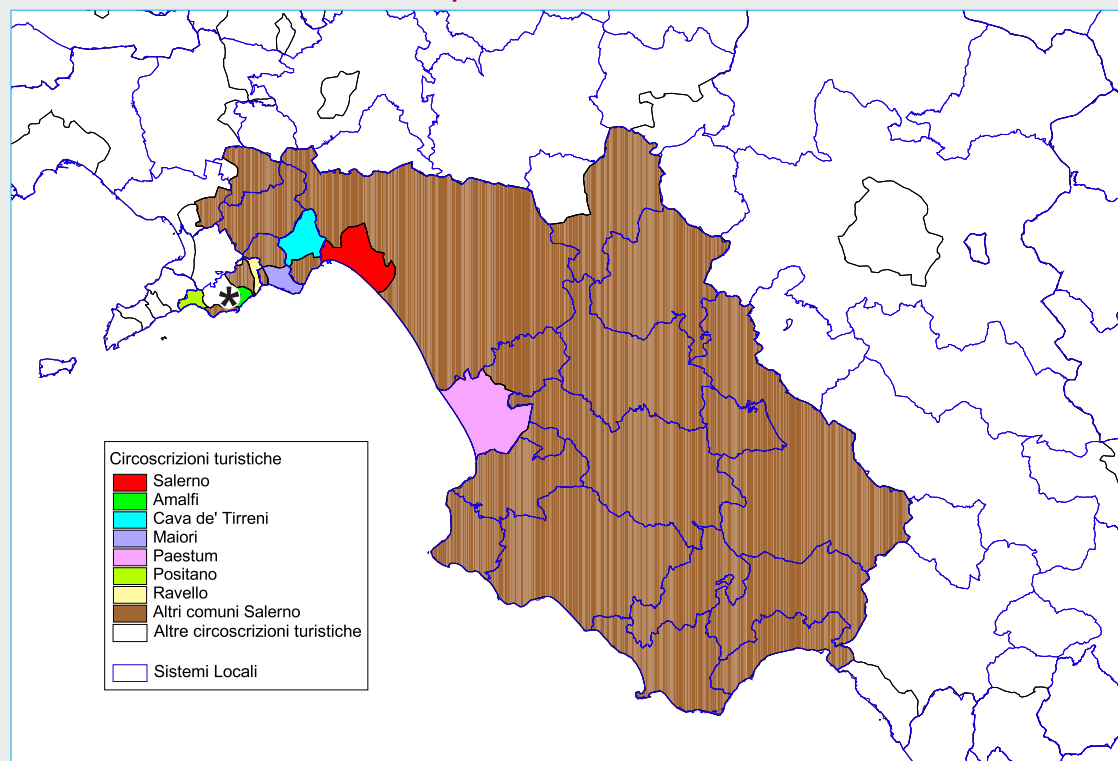 *
Circoscrizioni turistiche
Salerno
Amalfi
Cava de' Tirreni
Maiori
Paestum
Positano
Ravello
Altri comuni Salerno
Altre circoscrizioni turistiche
Sistemi Locali